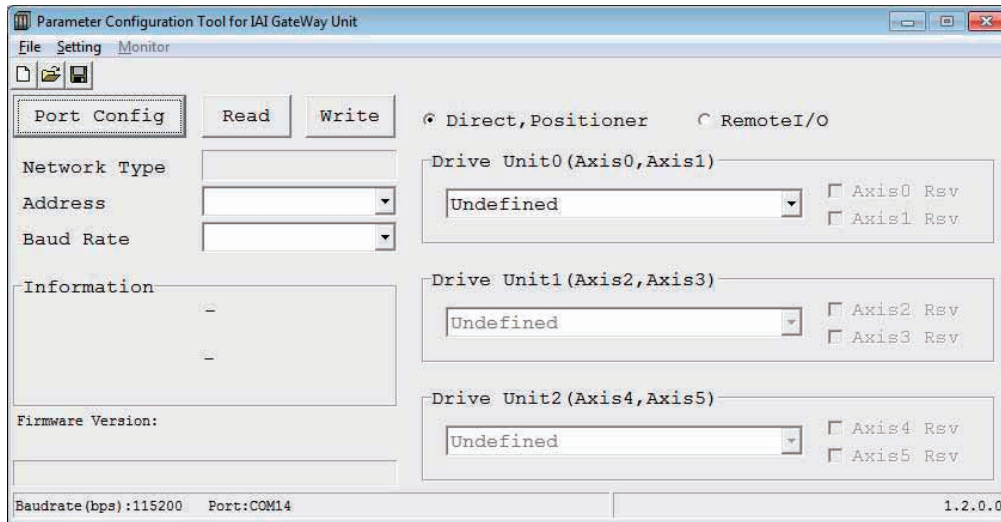 Parameter Configuration Tool for IAI GateWay Unit
File Setting Monitor
Port Config Read Write
Direct,Positioner RemoteI/O
Network Type
Address
Baud Rate
Information
-
-
Firmware Version:
Drive Unit0(Axis0,Axis1)
Undefined
Axis0 Rsv
Axis1 Rsv
Drive Unit1(Axis2,Axis3)
Undefined
Axis2 Rsv
Axis3 Rsv
Drive Unit2(Axis4,Axis5)
Undefined
Axis4 Rsv
Axis5 Rsv
Baudrate(bps):115200 Port:COM14 1.2.0.0